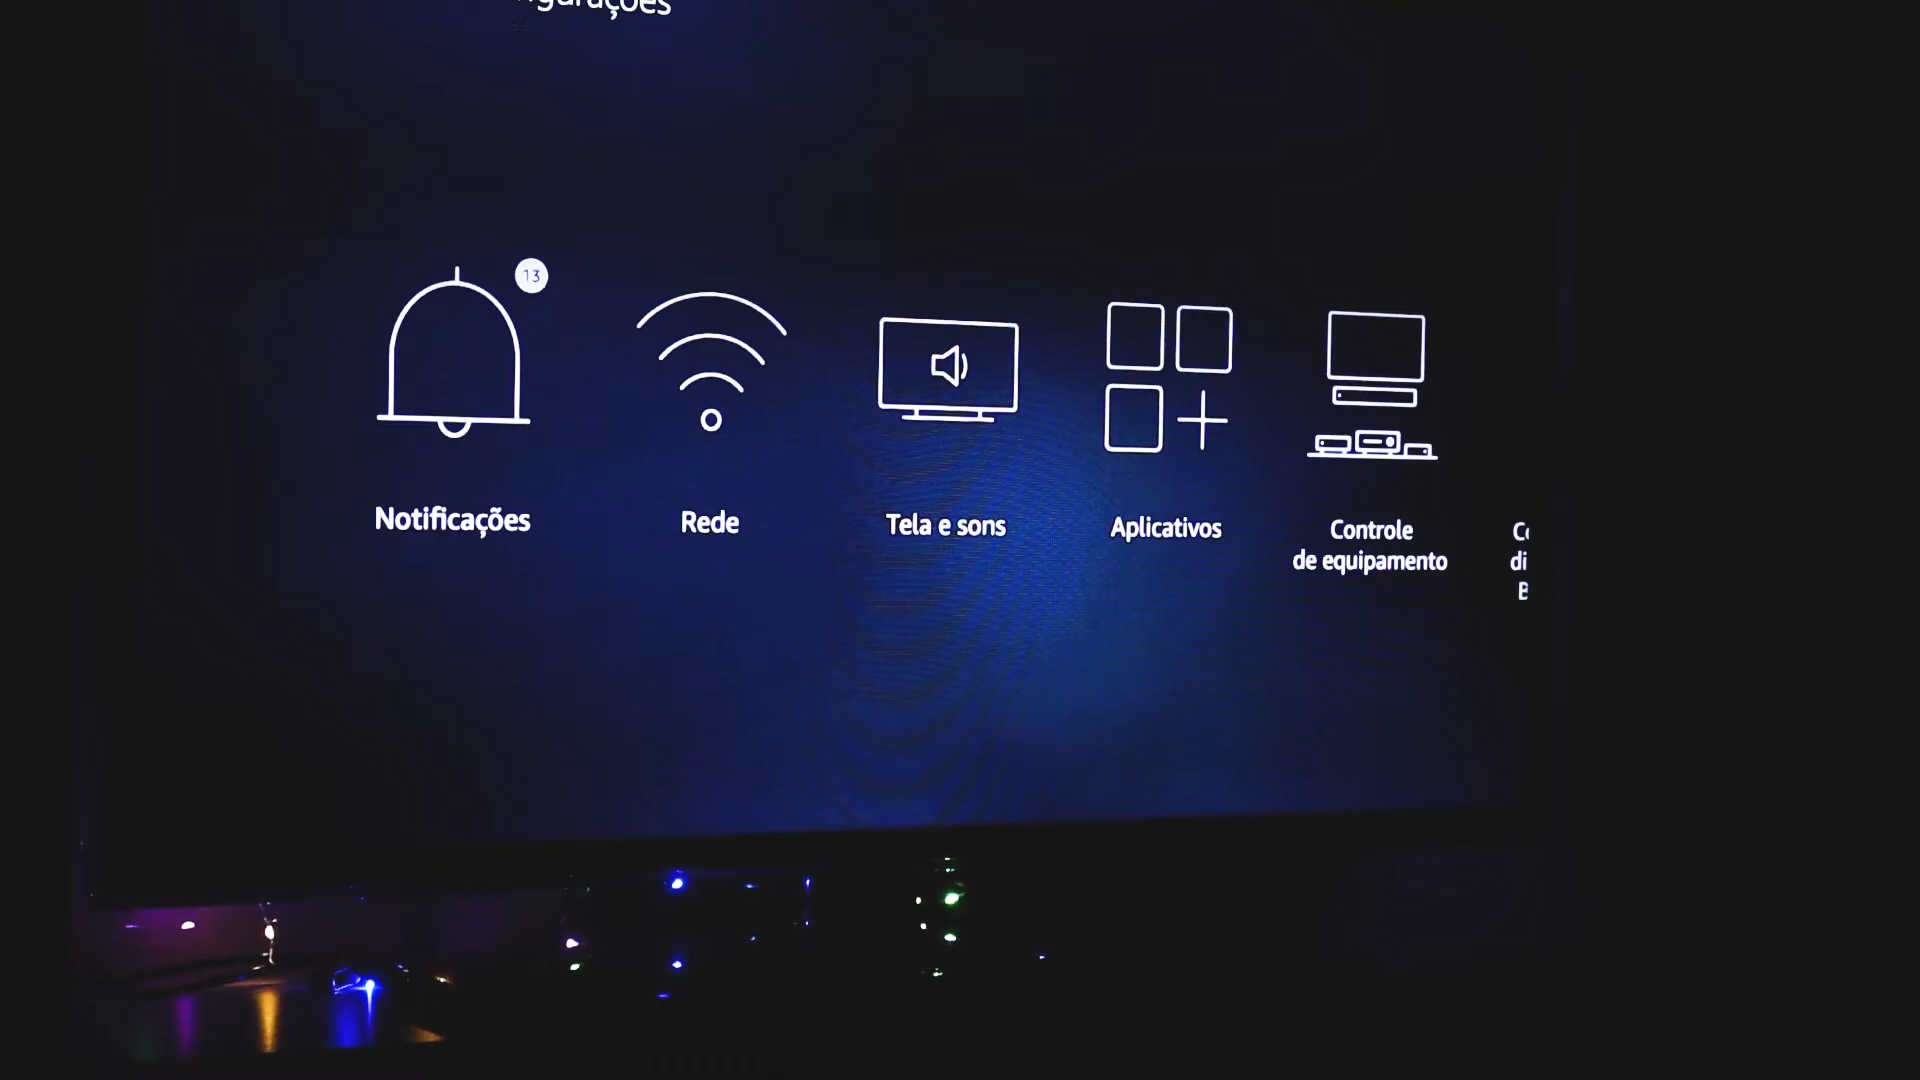 13
Notificações
Rede
Tela e sons
Aplicativos
Controle
de equipamento